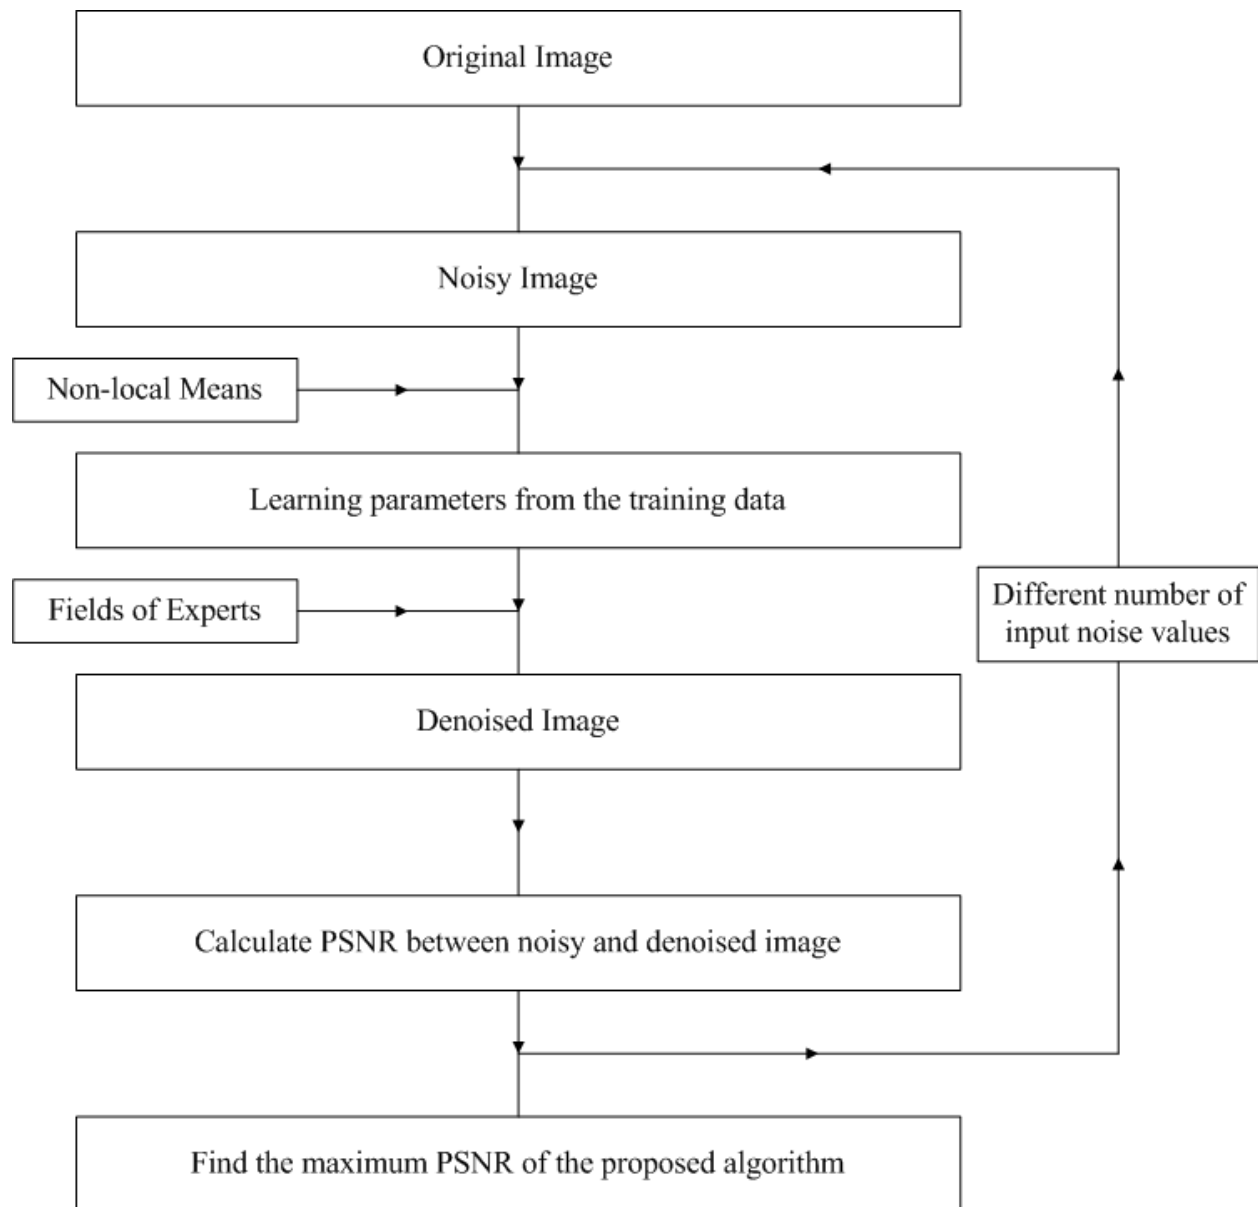 Original Image
Noisy Image
Non-local Means
Learning parameters from the training data
Fields of Experts
Different number of
input noise values
Denoised Image
Calculate PSNR between noisy and denoised image
Find the maximum PSNR of the proposed algorithm